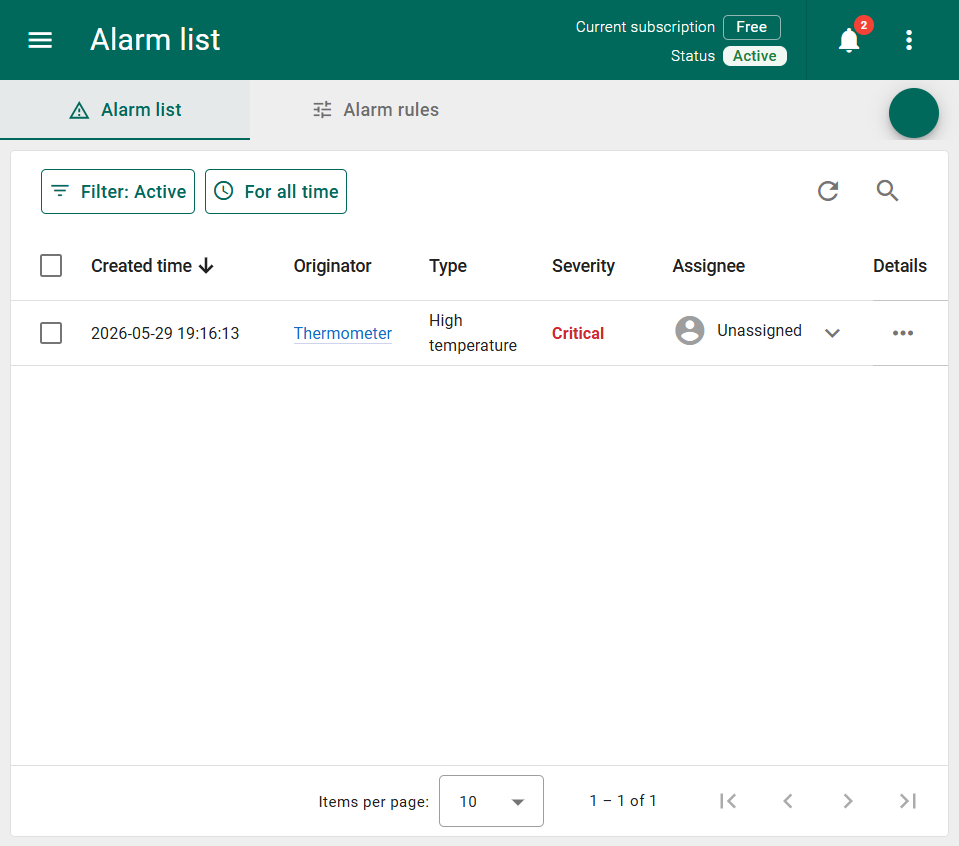 Alarm list
Current subscription Free
Status Active
2
Alarm list
Alarm rules
Filter: Active
For all time
Created time Originator Type Severity Assignee Details
2026-05-29 19:16:13 Thermometer High temperature Critical Unassigned
Items per page: 10 1 – 1 of 1